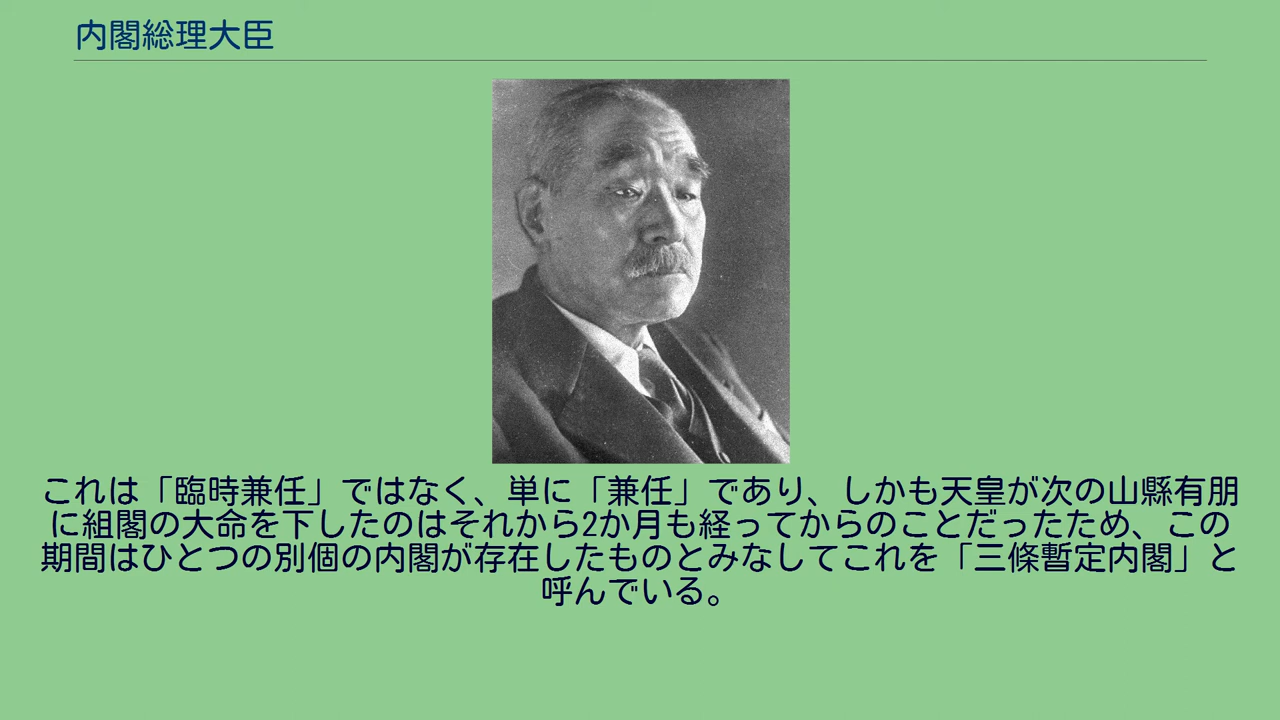 内閣総理大臣
これは「臨時兼任」ではなく、単に「兼任」であり、しかも天皇が次の山縣有朋
に組閣の大命を下したのはそれから2か月も経ってからのことだったため、この
期間はひとつの別個の内閣が存在したものとみなしてこれを「三條暫定内閣」と
呼んでいる。